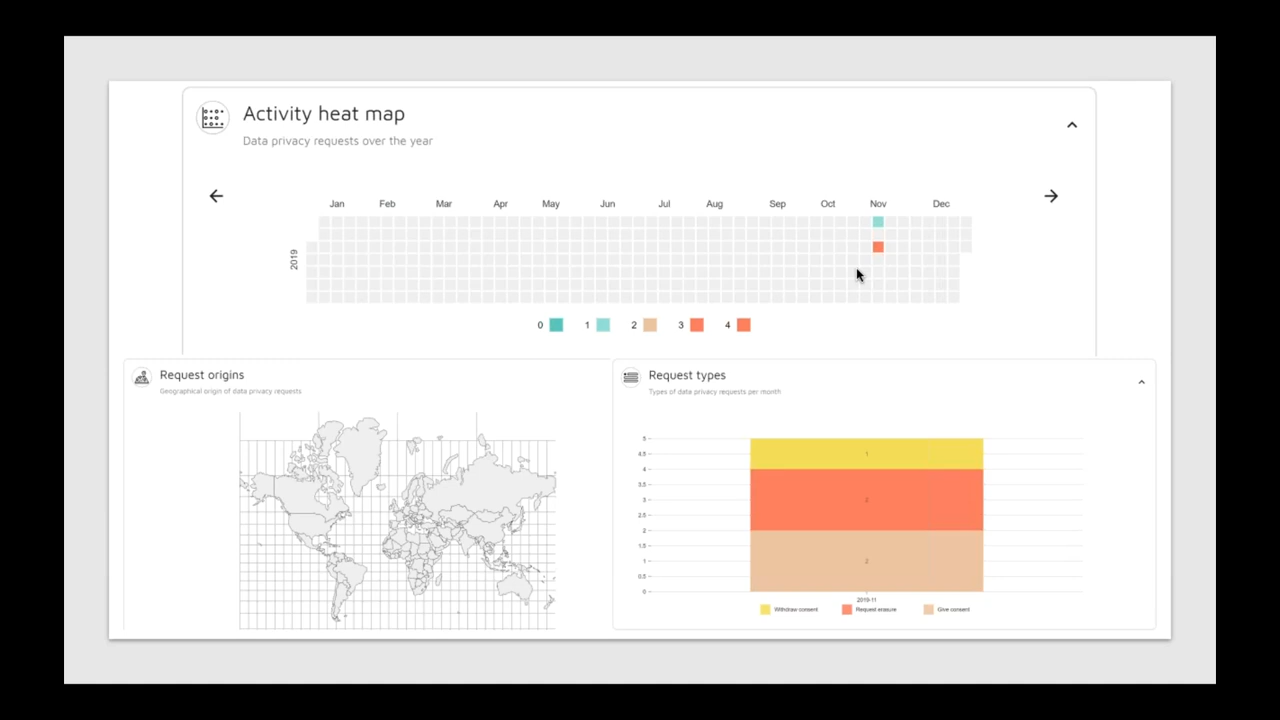 Activity heat map
Data privacy requests over the year
Jan Feb Mar Apr May Jun Jul Aug Sep Oct Nov Dec
2019
0 1 2 3 4
Request origins
Geographical origin of data privacy requests
Request types
Types of data privacy requests per month
5
4.5
1
4
3.5
3
2.5
2
1.5
1
2
0.5
0
2019-11
Withdraw consent Request erasure Give consent